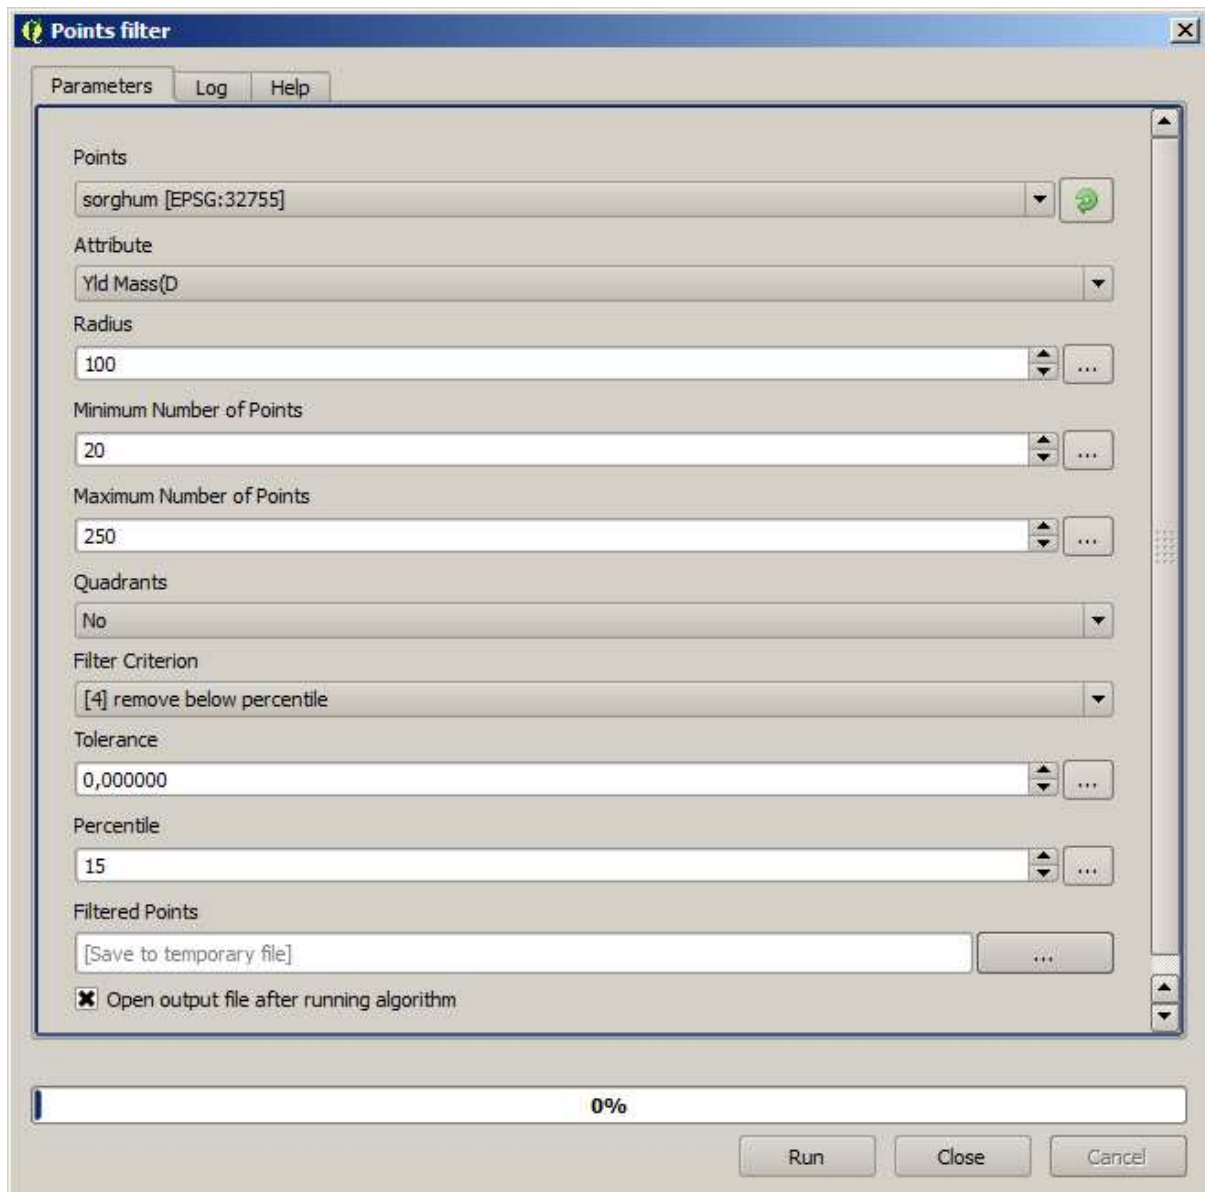 Points filter
Parameters Log Help
Points
sorghum [EPSG:32755]
Attribute
Yld Mass(D
Radius
100
...
Minimum Number of Points
20
...
Maximum Number of Points
250
...
Quadrants
No
Filter Criterion
[4] remove below percentile
Tolerance
0,000000
...
Percentile
15
...
Filtered Points
[Save to temporary file]
...
Open output file after running algorithm
0%
Run Close Cancel